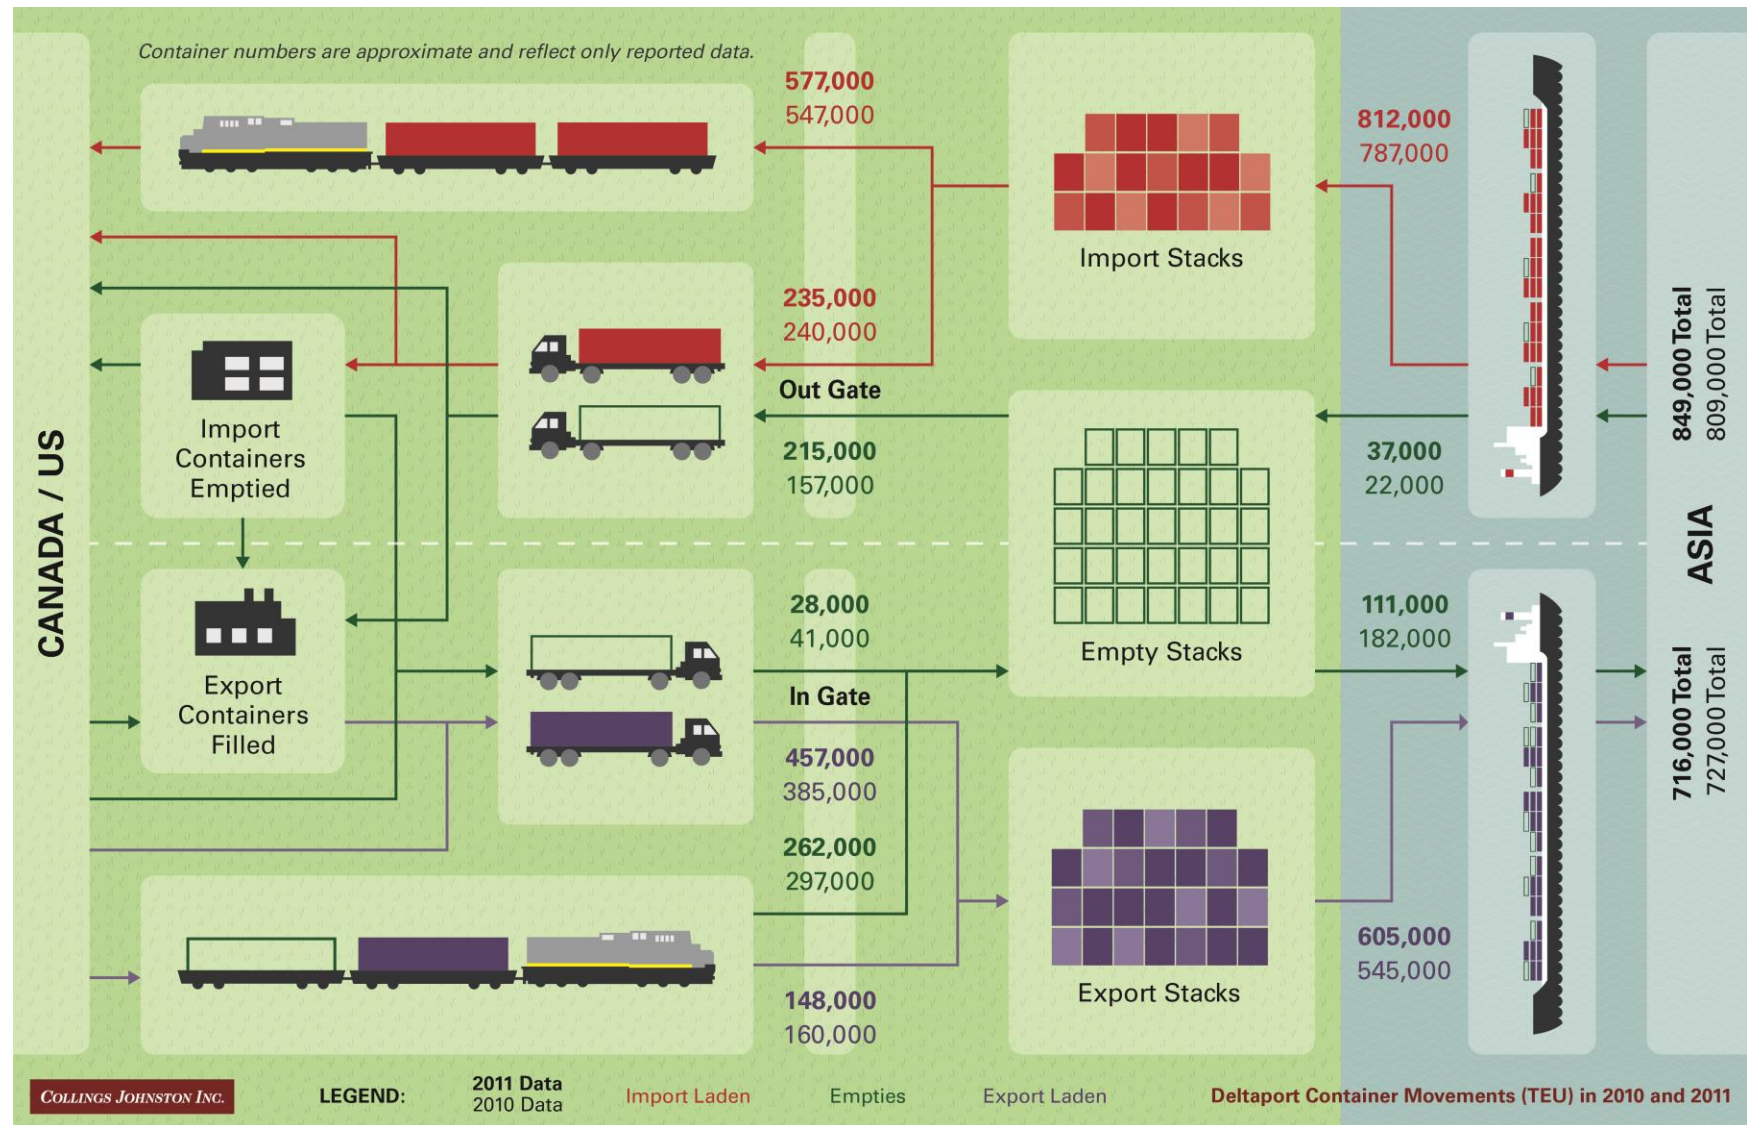 Container numbers are approximate and reflect only reported data.
577,000
547,000
812,000
787,000
Import Stacks
235,000
240,000
Out Gate
849,000 Total
809,000 Total
Import
Containers
Emptied
215,000
157,000
37,000
22,000
CANADA / US
ASIA
28,000
41,000
Empty Stacks
111,000
182,000
In Gate
Export
Containers
Filled
716,000 Total
727,000 Total
457,000
385,000
262,000
297,000
605,000
545,000
Export Stacks
148,000
160,000
COLLINGS JOHNSTON INC.
LEGEND:
2011 Data
2010 Data
Import Laden
Empties
Export Laden
Deltaport Container Movements (TEU) in 2010 and 2011